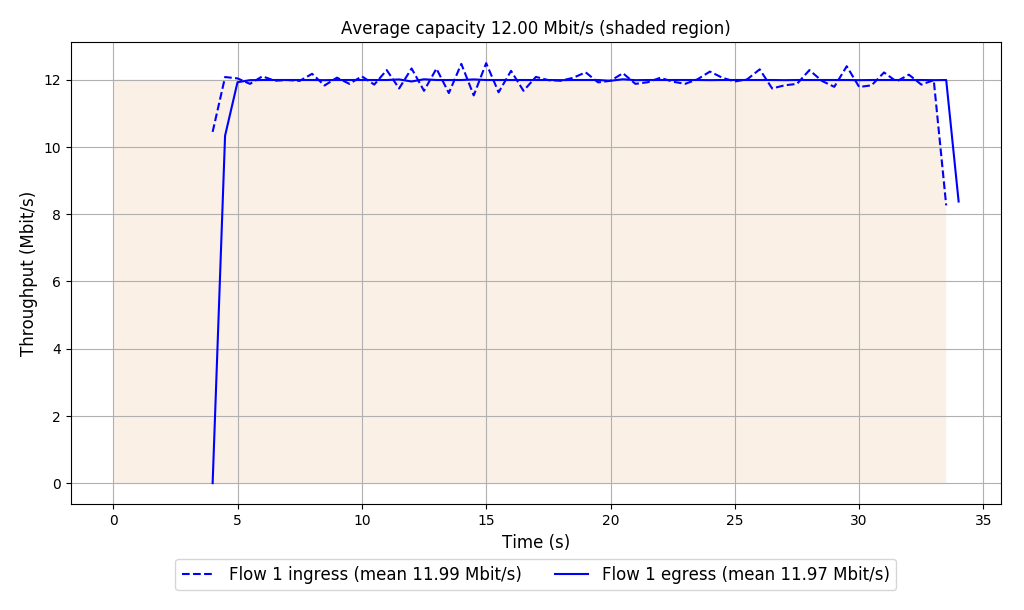 Average capacity 12.00 Mbit/s (shaded region)
Throughput (Mbit/s)
12
10
8
6
4
2
0
0 5 10 15 20 25 30 35
Time (s)
Flow 1 ingress (mean 11.99 Mbit/s) Flow 1 egress (mean 11.97 Mbit/s)